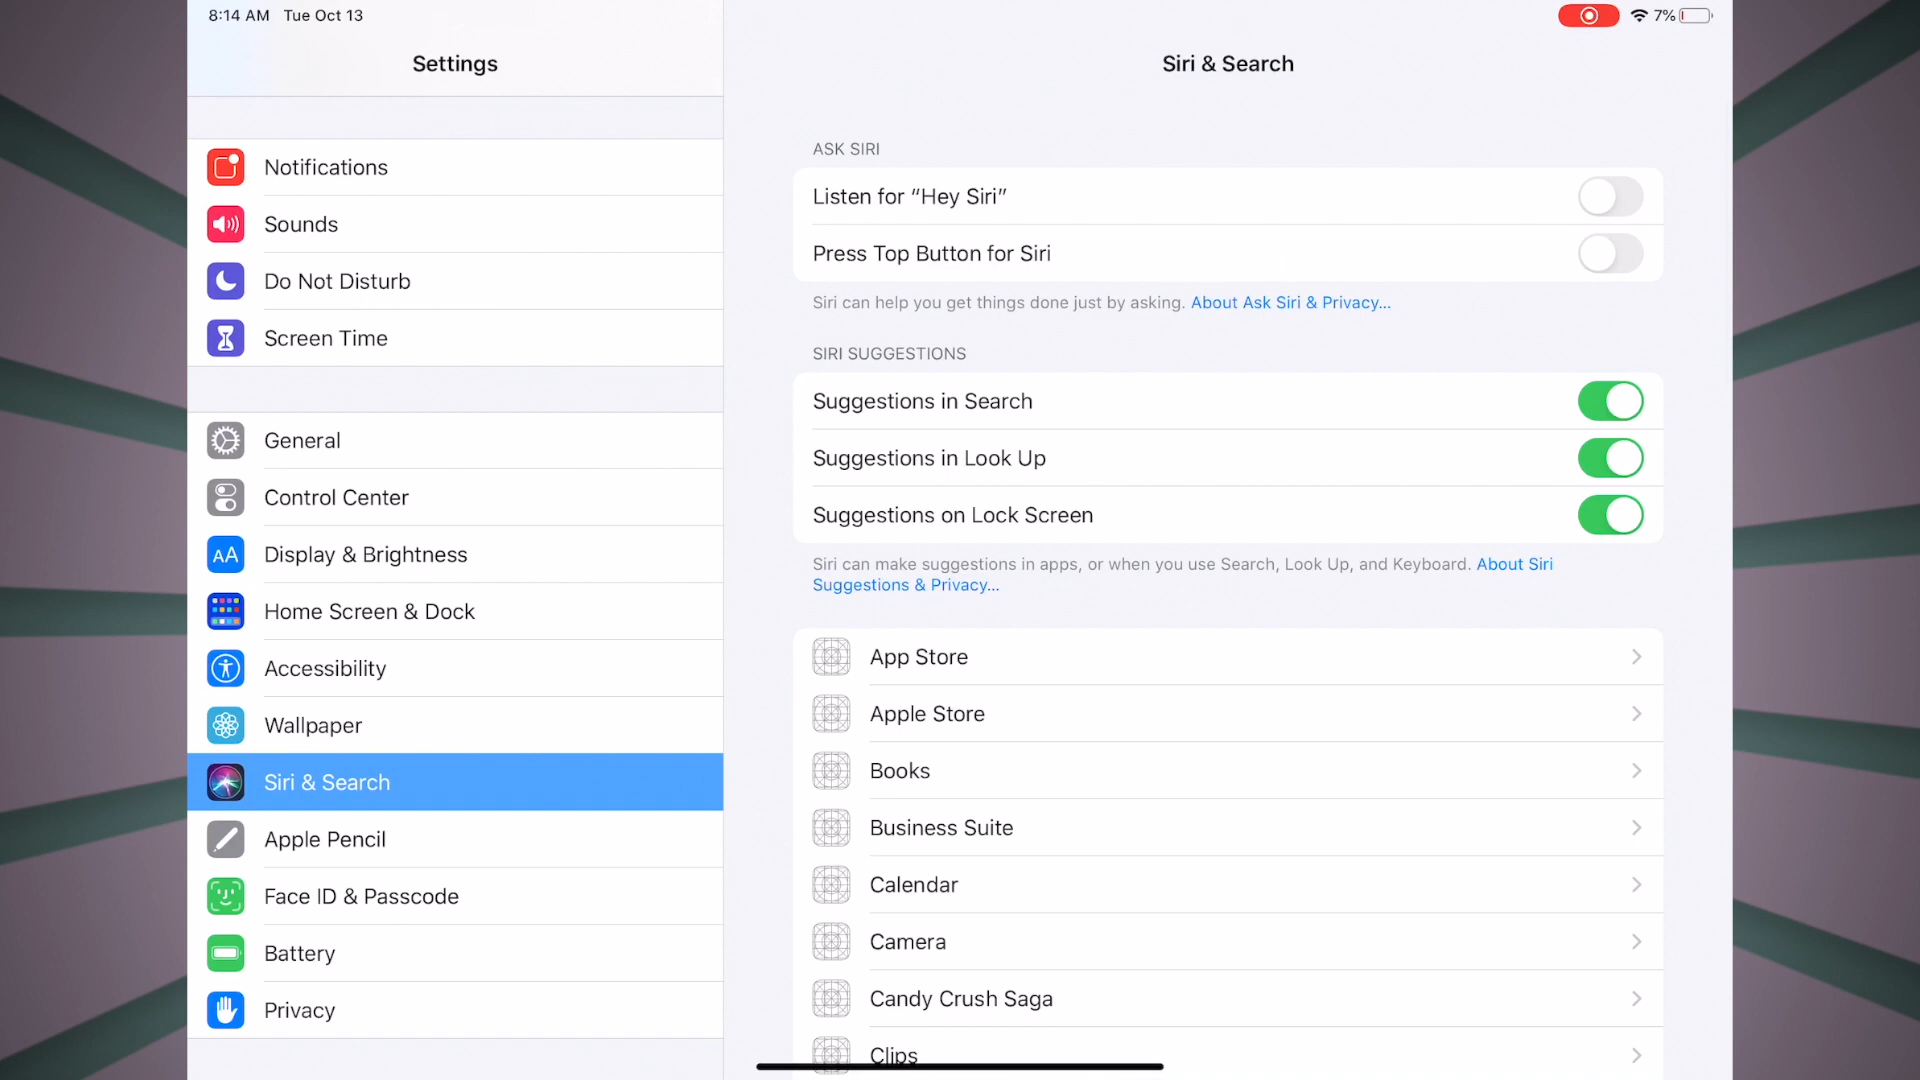 8:14 AM Tue Oct 13
7%
Settings
Notifications
Sounds
Do Not Disturb
Screen Time
General
Control Center
AA Display & Brightness
Home Screen & Dock
Accessibility
Wallpaper
Siri & Search
Apple Pencil
Face ID & Passcode
Battery
Privacy
Siri & Search
ASK SIRI
Listen for “Hey Siri”
Press Top Button for Siri
Siri can help you get things done just by asking. About Ask Siri & Privacy...
SIRI SUGGESTIONS
Suggestions in Search
Suggestions in Look Up
Suggestions on Lock Screen
Siri can make suggestions in apps, or when you use Search, Look Up, and Keyboard. About Siri
Suggestions & Privacy...
App Store
Apple Store
Books
Business Suite
Calendar
Camera
Candy Crush Saga
Clips